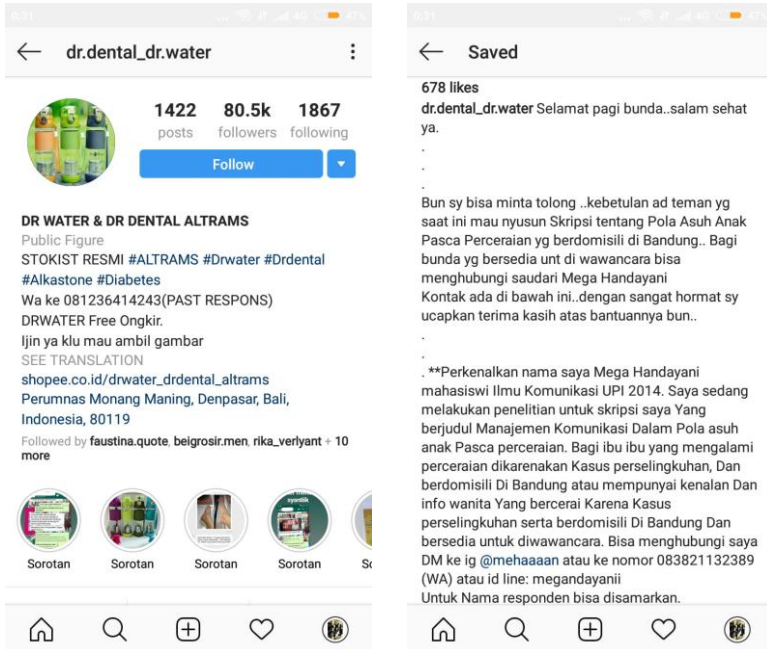 0:31
47%
dr.dental_dr.water
1422
80.5k
1867
posts
followers
following
Follow
DR WATER & DR DENTAL ALTRAMS
Public Figure
STOKIST RESMI #ALTRAMS #Drwater #Drdental
#Alkastone #Diabetes
Wa ke 081236414243(PAST RESPONS)
DRWATER Free Ongkir.
Ijin ya klu mau ambil gambar
SEE TRANSLATION
shopee.co.id/drwater_drdental_altrams
Perumnas Monang Maning, Denpasar, Bali,
Indonesia, 80119
Followed by faustina.quote, beigrosir.men, rika_verlyant + 10
more
Sorotan
Sorotan
Sorotan
Sorotan
0:31
47%
Saved
678 likes
dr.dental_dr.water Selamat pagi bunda..salam sehat
ya.
.
.
.
Bun sy bisa minta tolong ..kebetulan ad teman yg
saat ini mau nyusun Skripsi tentang Pola Asuh Anak
Pasca Perceraian yg berdomisili di Bandung.. Bagi
bunda yg bersedia unt di wawancara bisa
menghubungi saudari Mega Handayani
Kontak ada di bawah ini..dengan sangat hormat sy
ucapkan terima kasih atas bantuannya bun..
.
.
. **Perkenalkan nama saya Mega Handayani
mahasiswi Ilmu Komunikasi UPI 2014. Saya sedang
melakukan penelitian untuk skripsi saya Yang
berjudul Manajemen Komunikasi Dalam Pola asuh
anak Pasca perceraian. Bagi ibu ibu yang mengalami
perceraian dikarenakan Kasus perselingkuhan, Dan
berdomisili Di Bandung atau mempunyai kenalan Dan
info wanita Yang bercerai Karena Kasus
perselingkuhan serta berdomisili Di Bandung Dan
bersedia untuk diwawancara. Bisa menghubungi saya
DM ke ig @mehaaaan atau ke nomor 083821132389
(WA) atau id line: megandayanii
Untuk Nama responden bisa disamarkan.